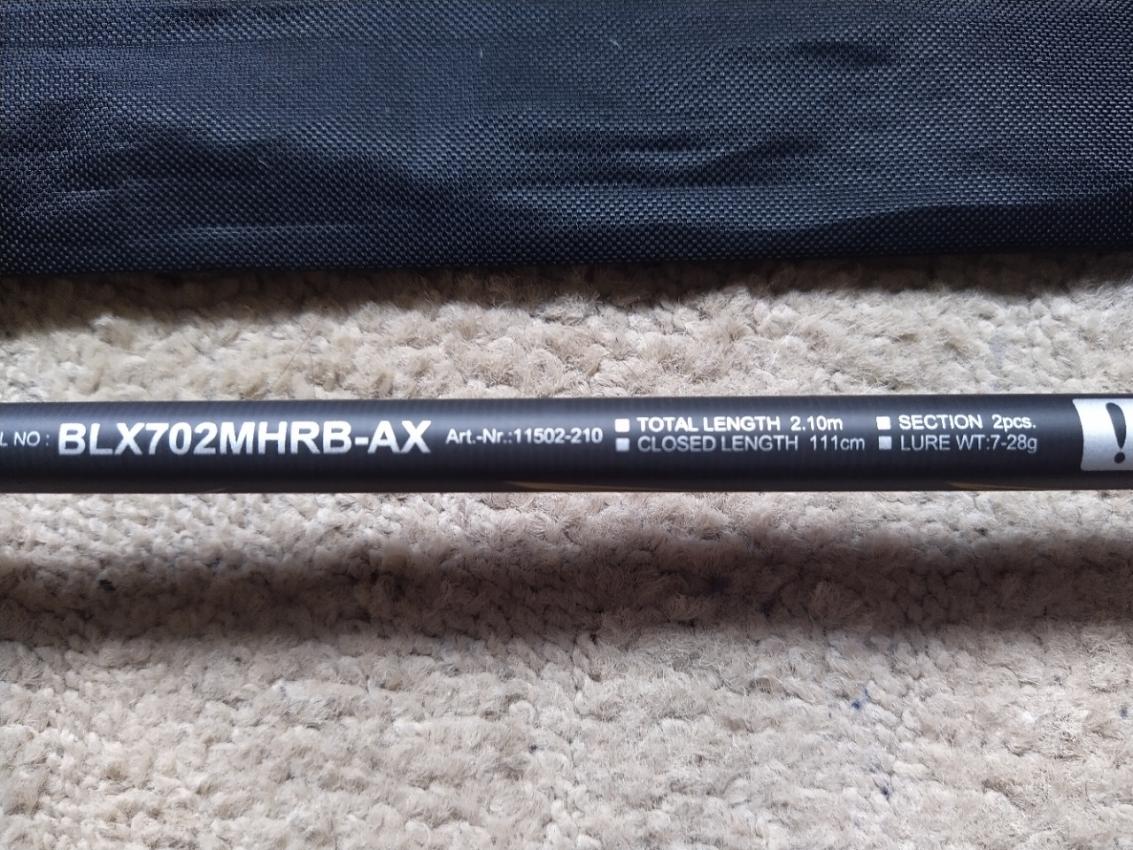 L NO : BLX702MHRB-AX Art.-Nr.:11502-210
TOTAL LENGTH 2.10m SECTION 2pcs.
CLOSED LENGTH 111cm LURE WT:7-28g
!